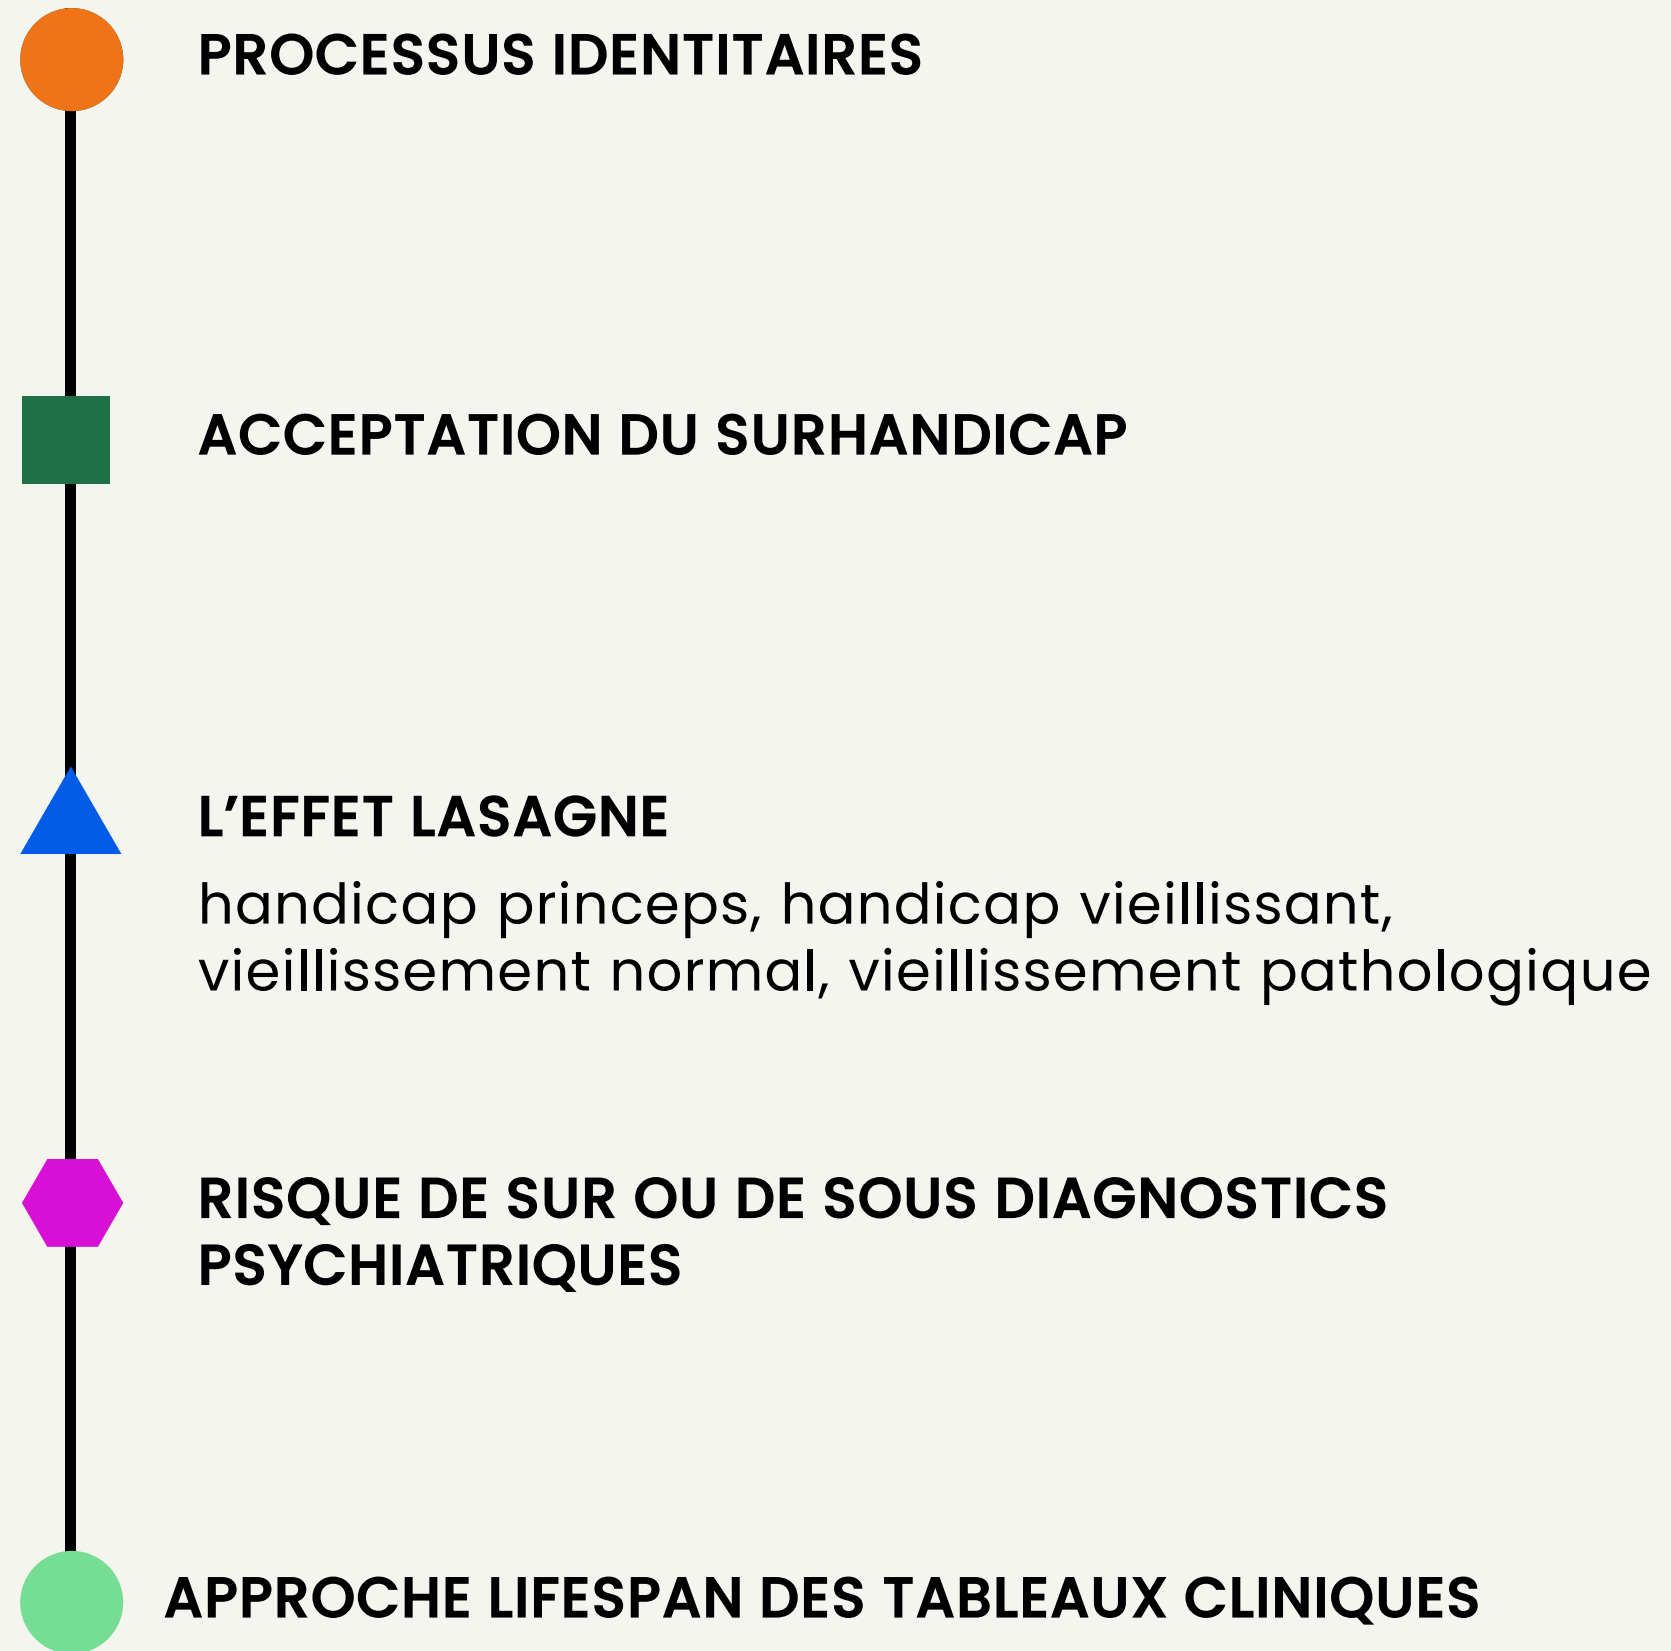 PROCESSUS IDENTITAIRES
ACCEPTATION DU SURHANDICAP
L’EFFET LASAGNE
handicap princeps, handicap vieillissant,
vieillissement normal, vieillissement pathologique
RISQUE DE SUR OU DE SOUS DIAGNOSTICS
PSYCHIATRIQUES
APPROCHE LIFESPAN DES TABLEAUX CLINIQUES